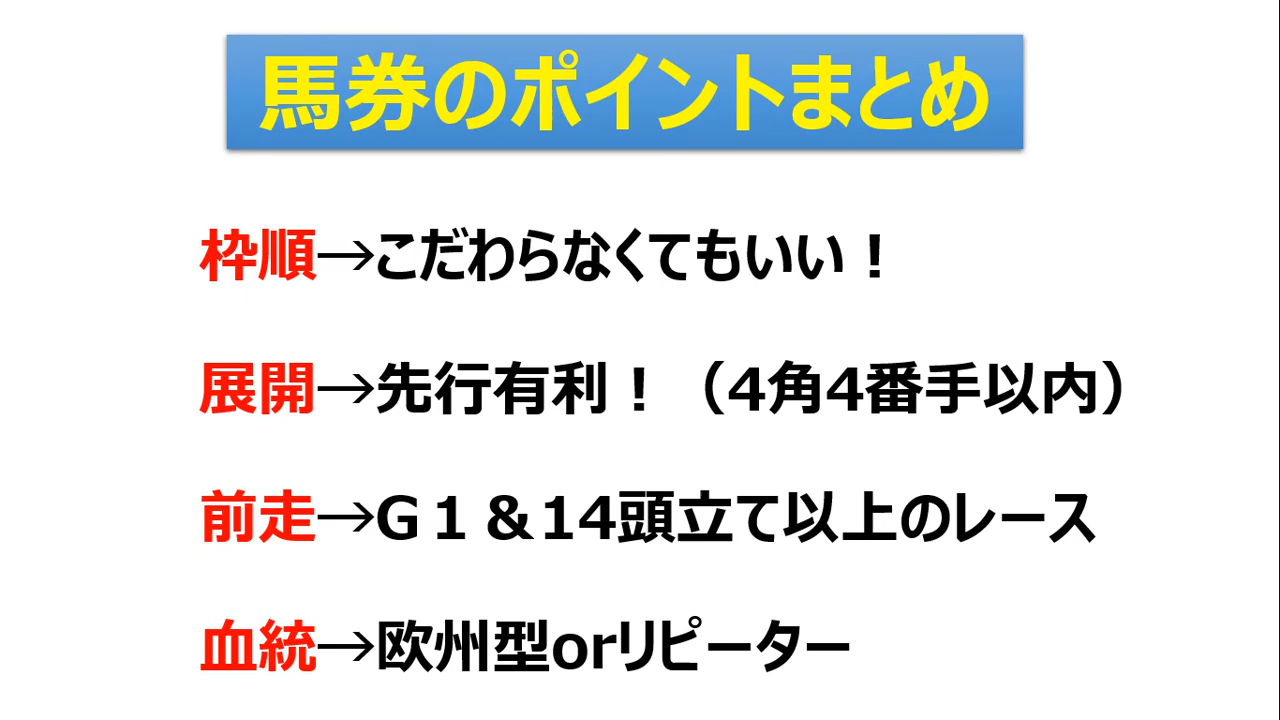 馬券のポイントまとめ
枠順→こだわらなくてもいい！
展開→先行有利！（4角4番手以内）
前走→G１＆14頭立て以上のレース
血統→欧州型orリピーター